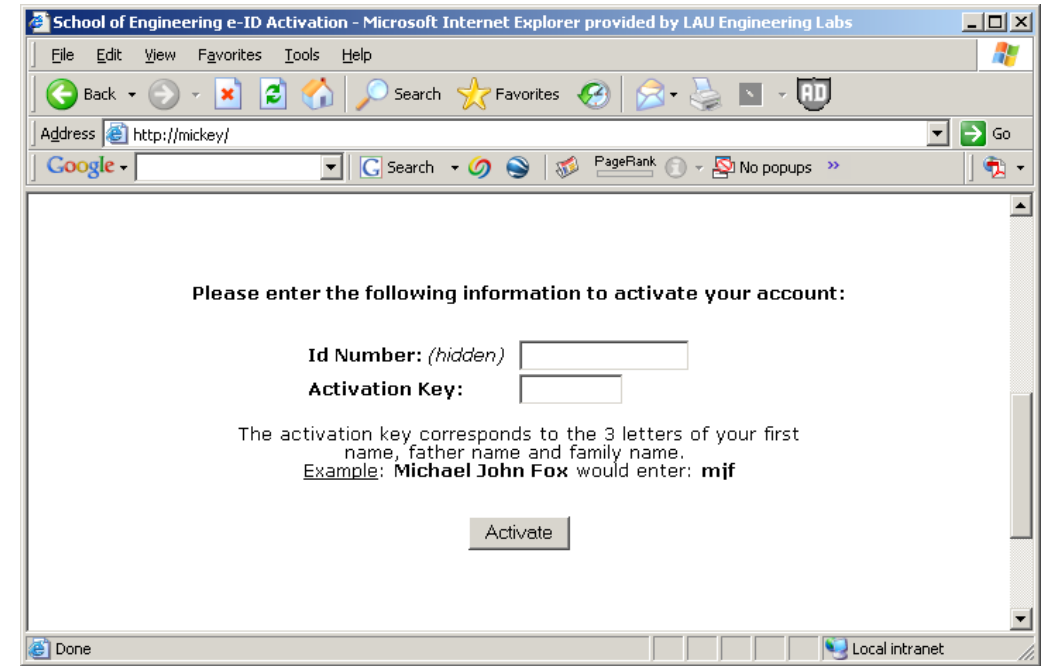 School of Engineering e-ID Activation - Microsoft Internet Explorer provided by LAU Engineering Labs
File Edit View Favorites Tools Help
Back Search Favorites AD
Address http://mickey/ Go
Google Search PageRank No popups »
Please enter the following information to activate your account:
Id Number: (hidden)
Activation Key:
The activation key corresponds to the 3 letters of your first
name, father name and family name.
Example: Michael John Fox would enter: mjf
Activate
Done Local intranet